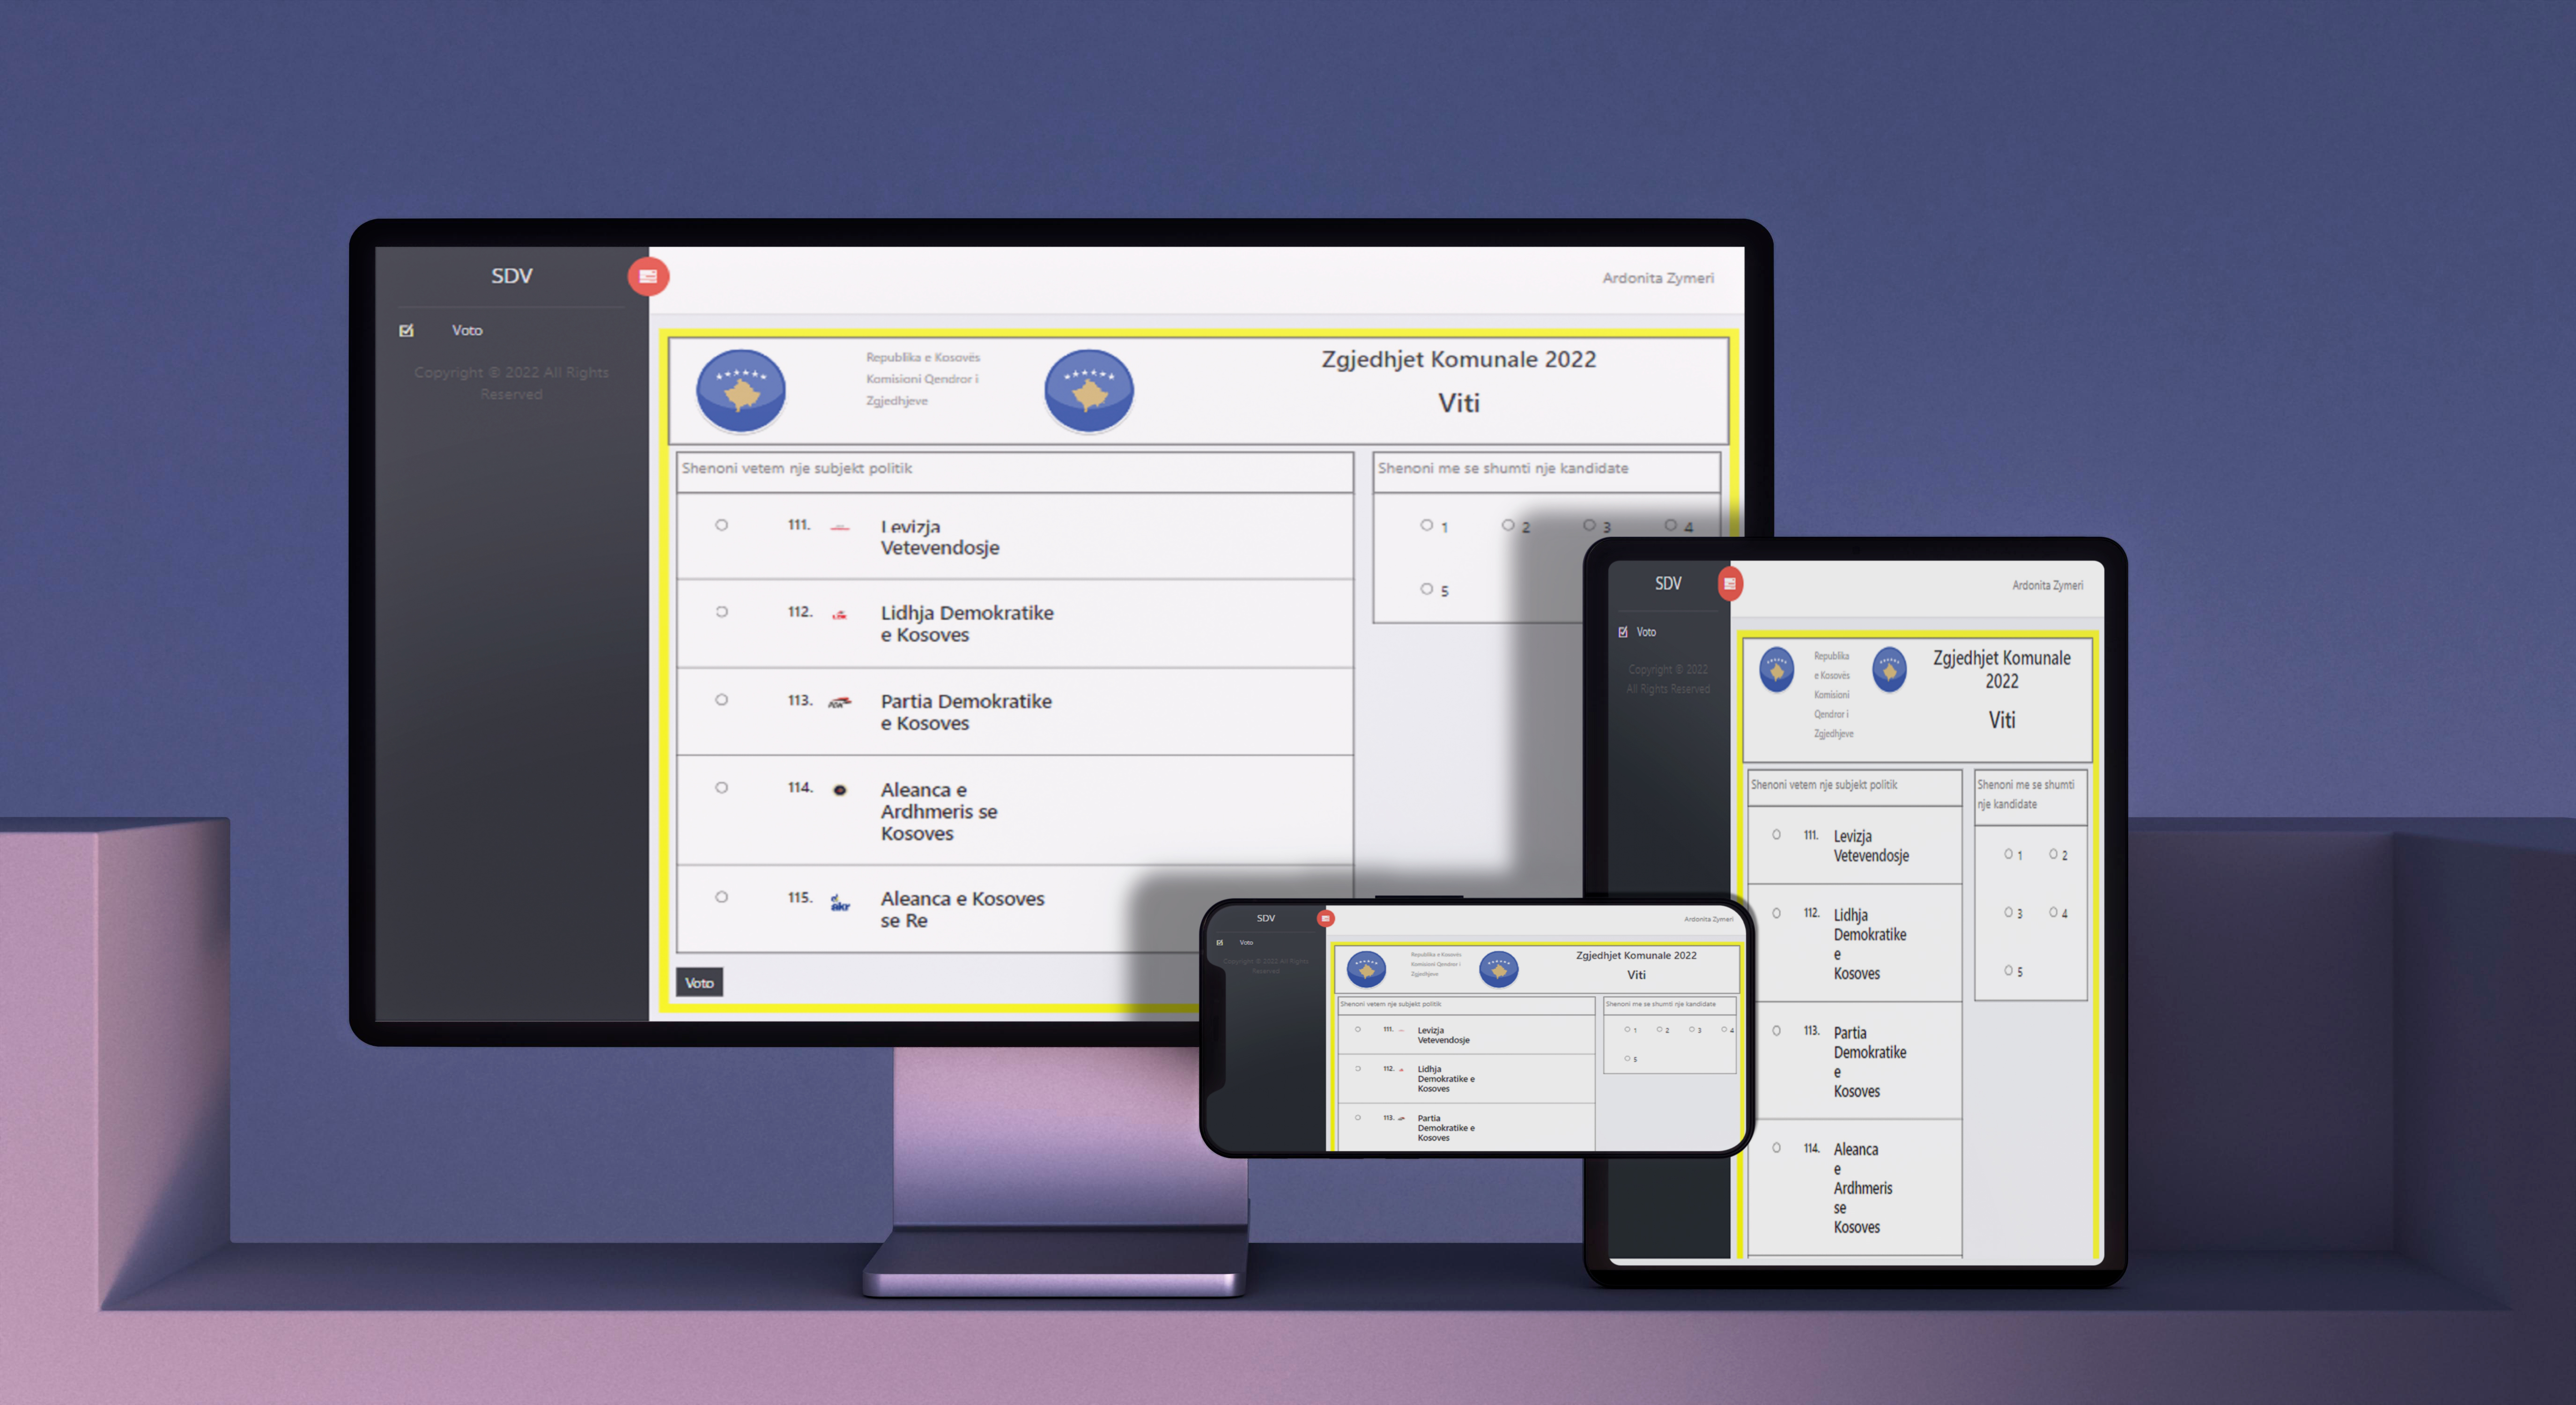 SDV
Ardonita Zymeri
Voto
Copyright © 2022 All Rights
Reserved
Republika e Kosovës
Komisioni Qendror i
Zgjedhjeve
Zgjedhjet Komunale 2022
Viti
Shenoni vetem nje subjekt politik
Shenoni me se shumti nje kandidate
111. Levizja
Vetevendosje
1 2 3 4
5
112. Lidhja Demokratike
e Kosoves
113. Partia Demokratike
e Kosoves
114. Aleanca e
Ardhmeris se
Kosoves
115. akr Aleanca e Kosoves
se Re
Voto
SDV
Ardonita Zymeri
Voto
Copyright © 2022
All Rights Reserved
Republika
e Kosovës
Komisioni
Qendror i
Zgjedhjeve
Zgjedhjet Komunale
2022
Viti
Shenoni vetem nje subjekt politik
Shenoni me se shumti
nje kandidate
111. Levizja
Vetevendosje
1 2
112. Lidhja
Demokratike
e
Kosoves
3 4
5
113. Partia
Demokratike
e
Kosoves
114. Aleanca
e
Ardhmeris
se
Kosoves
SDV
Ardonita Zymeri
Voto
Copyright © 2022 All Rights
Reserved
Republika e Kosovës
Komisioni Qendror i
Zgjedhjeve
Zgjedhjet Komunale 2022
Viti
Shenoni vetem nje subjekt politik
Shenoni me se shumti nje kandidate
111. Levizja
Vetevendosje
1 2 3 4
5
112. Lidhja
Demokratike e
Kosoves
113. Partia
Demokratike e
Kosoves